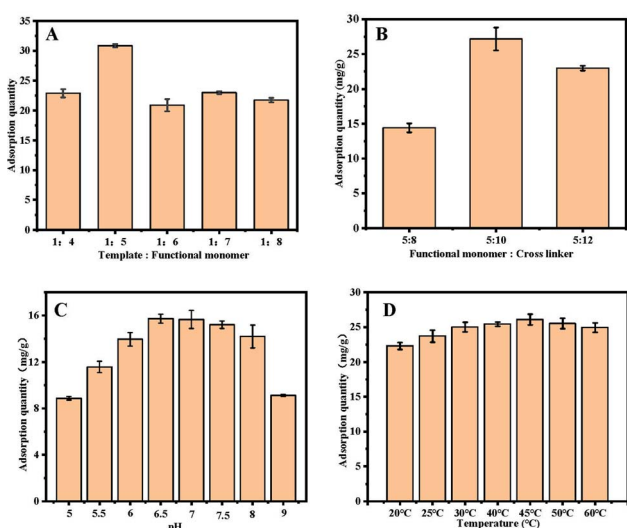 A
Adsorption quantity
35
30
25
20
15
10
5
0
1: 4 1: 5 1: 6 1: 7 1: 8
Template : Functional monomer
B
Adsorption quantity (mg/g)
30
25
20
15
10
5
0
5:8 5:10 5:12
Functional monomer : Cross linker
C
Adsorption quantity (mg/g)
16
12
8
4
0
5 5.5 6 6.5 7 7.5 8 9
pH
D
Adsorption quantity (mg/g)
30
25
20
15
10
5
0
20℃ 25℃ 30℃ 40℃ 45℃ 50℃ 60℃
Temperature (℃)